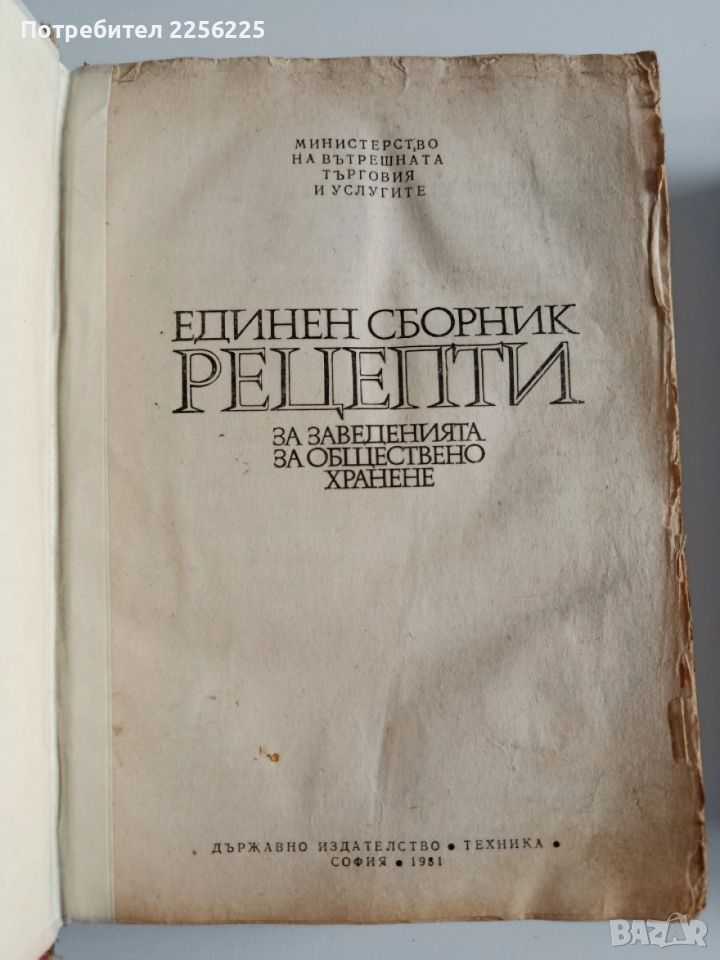 Потребител 2256225
МИНИСТЕРСТВО
НА ВЪТРЕШНАТА
ТЪРГОВИЯ
И УСЛУГИТЕ
ЕДИНЕН СБОРНИК
РЕЦЕПТИ
ЗА ЗАВЕДЕНИЯТА
ЗА ОБЩЕСТВЕНО
ХРАНЕНЕ
ДЪРЖАВНО ИЗДАТЕЛСТВО • ТЕХНИКА •
СОФИЯ • 1981
BAZAR